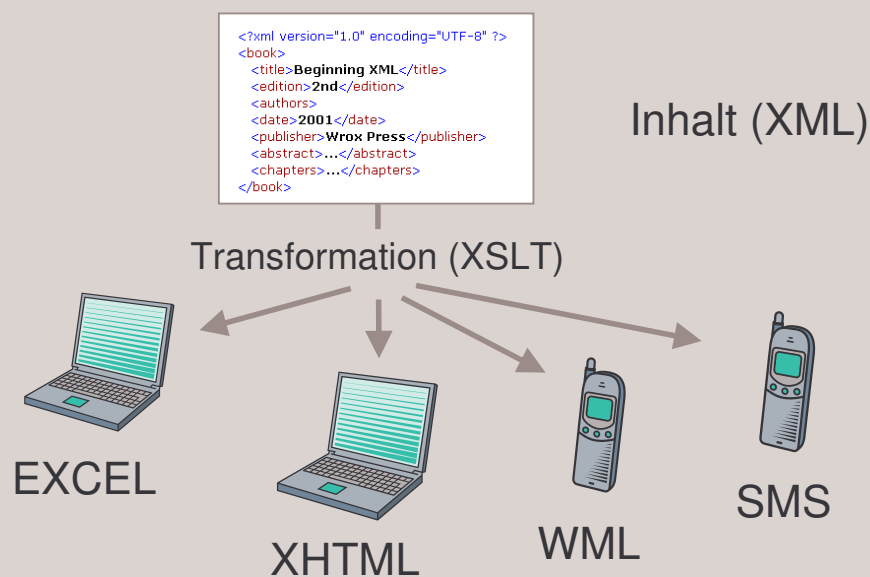 <?xml version="1.0" encoding="UTF-8" ?>
<book>
<title>Beginning XML</title>
<edition>2nd</edition>
<authors>
<date>2001</date>
<publisher>Wrox Press</publisher>
<abstract>...</abstract>
<chapters>...</chapters>
</book>
Inhalt (XML)
Transformation (XSLT)
EXCEL
XHTML
WML
SMS